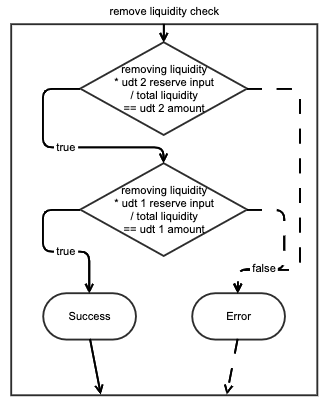 remove liquidity check
removing liquidity
* udt 2 reserve input
/ total liquidity
== udt 2 amount
true
removing liquidity
* udt 1 reserve input
/ total liquidity
== udt 1 amount
true
false
Success
Error